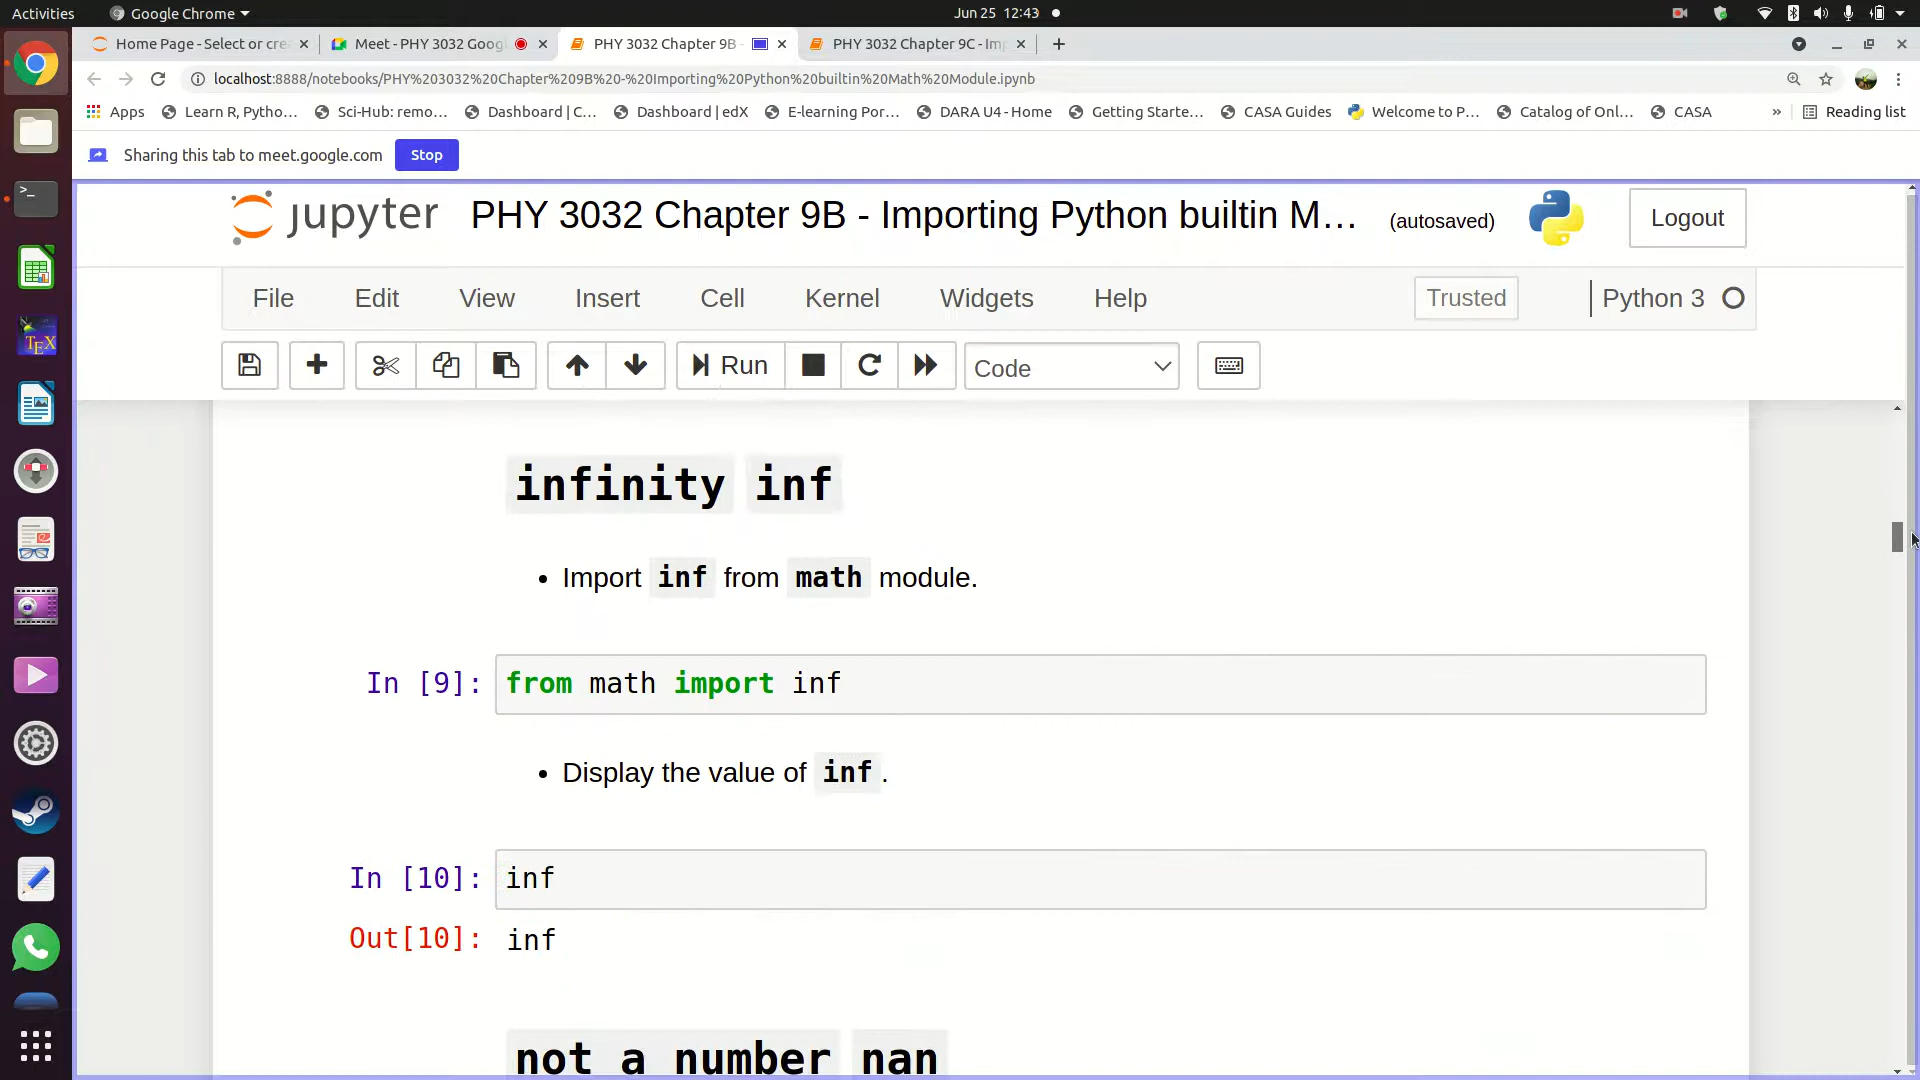 Activities
Google Chrome
Jun 25 12:43
Home Page - Select or cre
Meet - PHY 3032 Googl
PHY 3032 Chapter 9B -
PHY 3032 Chapter 9C - Im
localhost:8888/notebooks/PHY%203032%20Chapter%209B%20-%20Importing%20Python%20builtin%20Math%20Module.ipynb
Apps
Learn R, Pytho...
Sci-Hub: remo...
Dashboard | C...
Dashboard | edX
E-learning Por...
DARA U4 - Home
Getting Starte...
CASA Guides
Welcome to P...
Catalog of Onl...
CASA
»
Reading list
Sharing this tab to meet.google.com
Stop
jupyter
PHY 3032 Chapter 9B - Importing Python builtin M...
(autosaved)
Logout
File
Edit
View
Insert
Cell
Kernel
Widgets
Help
Trusted
Python 3
Run
Code
infinity inf
• Import inf from math module.
In [9]: from math import inf
• Display the value of inf .
In [10]: inf
Out[10]: inf
not a number nan
TEX